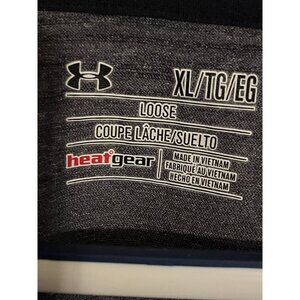 XL/TG/EG
LOOSE
COUPE LÂCHE/SUELTO
heatgear
MADE IN VIETNAM
FABRIQUÉ AU VIETNAM
HECHO EN VIETNAM